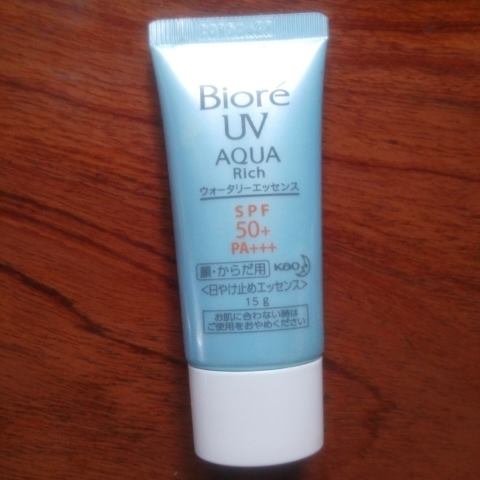 Bioré
UV
AQUA
Rich
ウォータリーエッセンス
SPF
50+
PA+++
顔・からだ用 Kao
<日やけ止めエッセンス>
15g
お肌に合わない時は
ご使用をおやめください